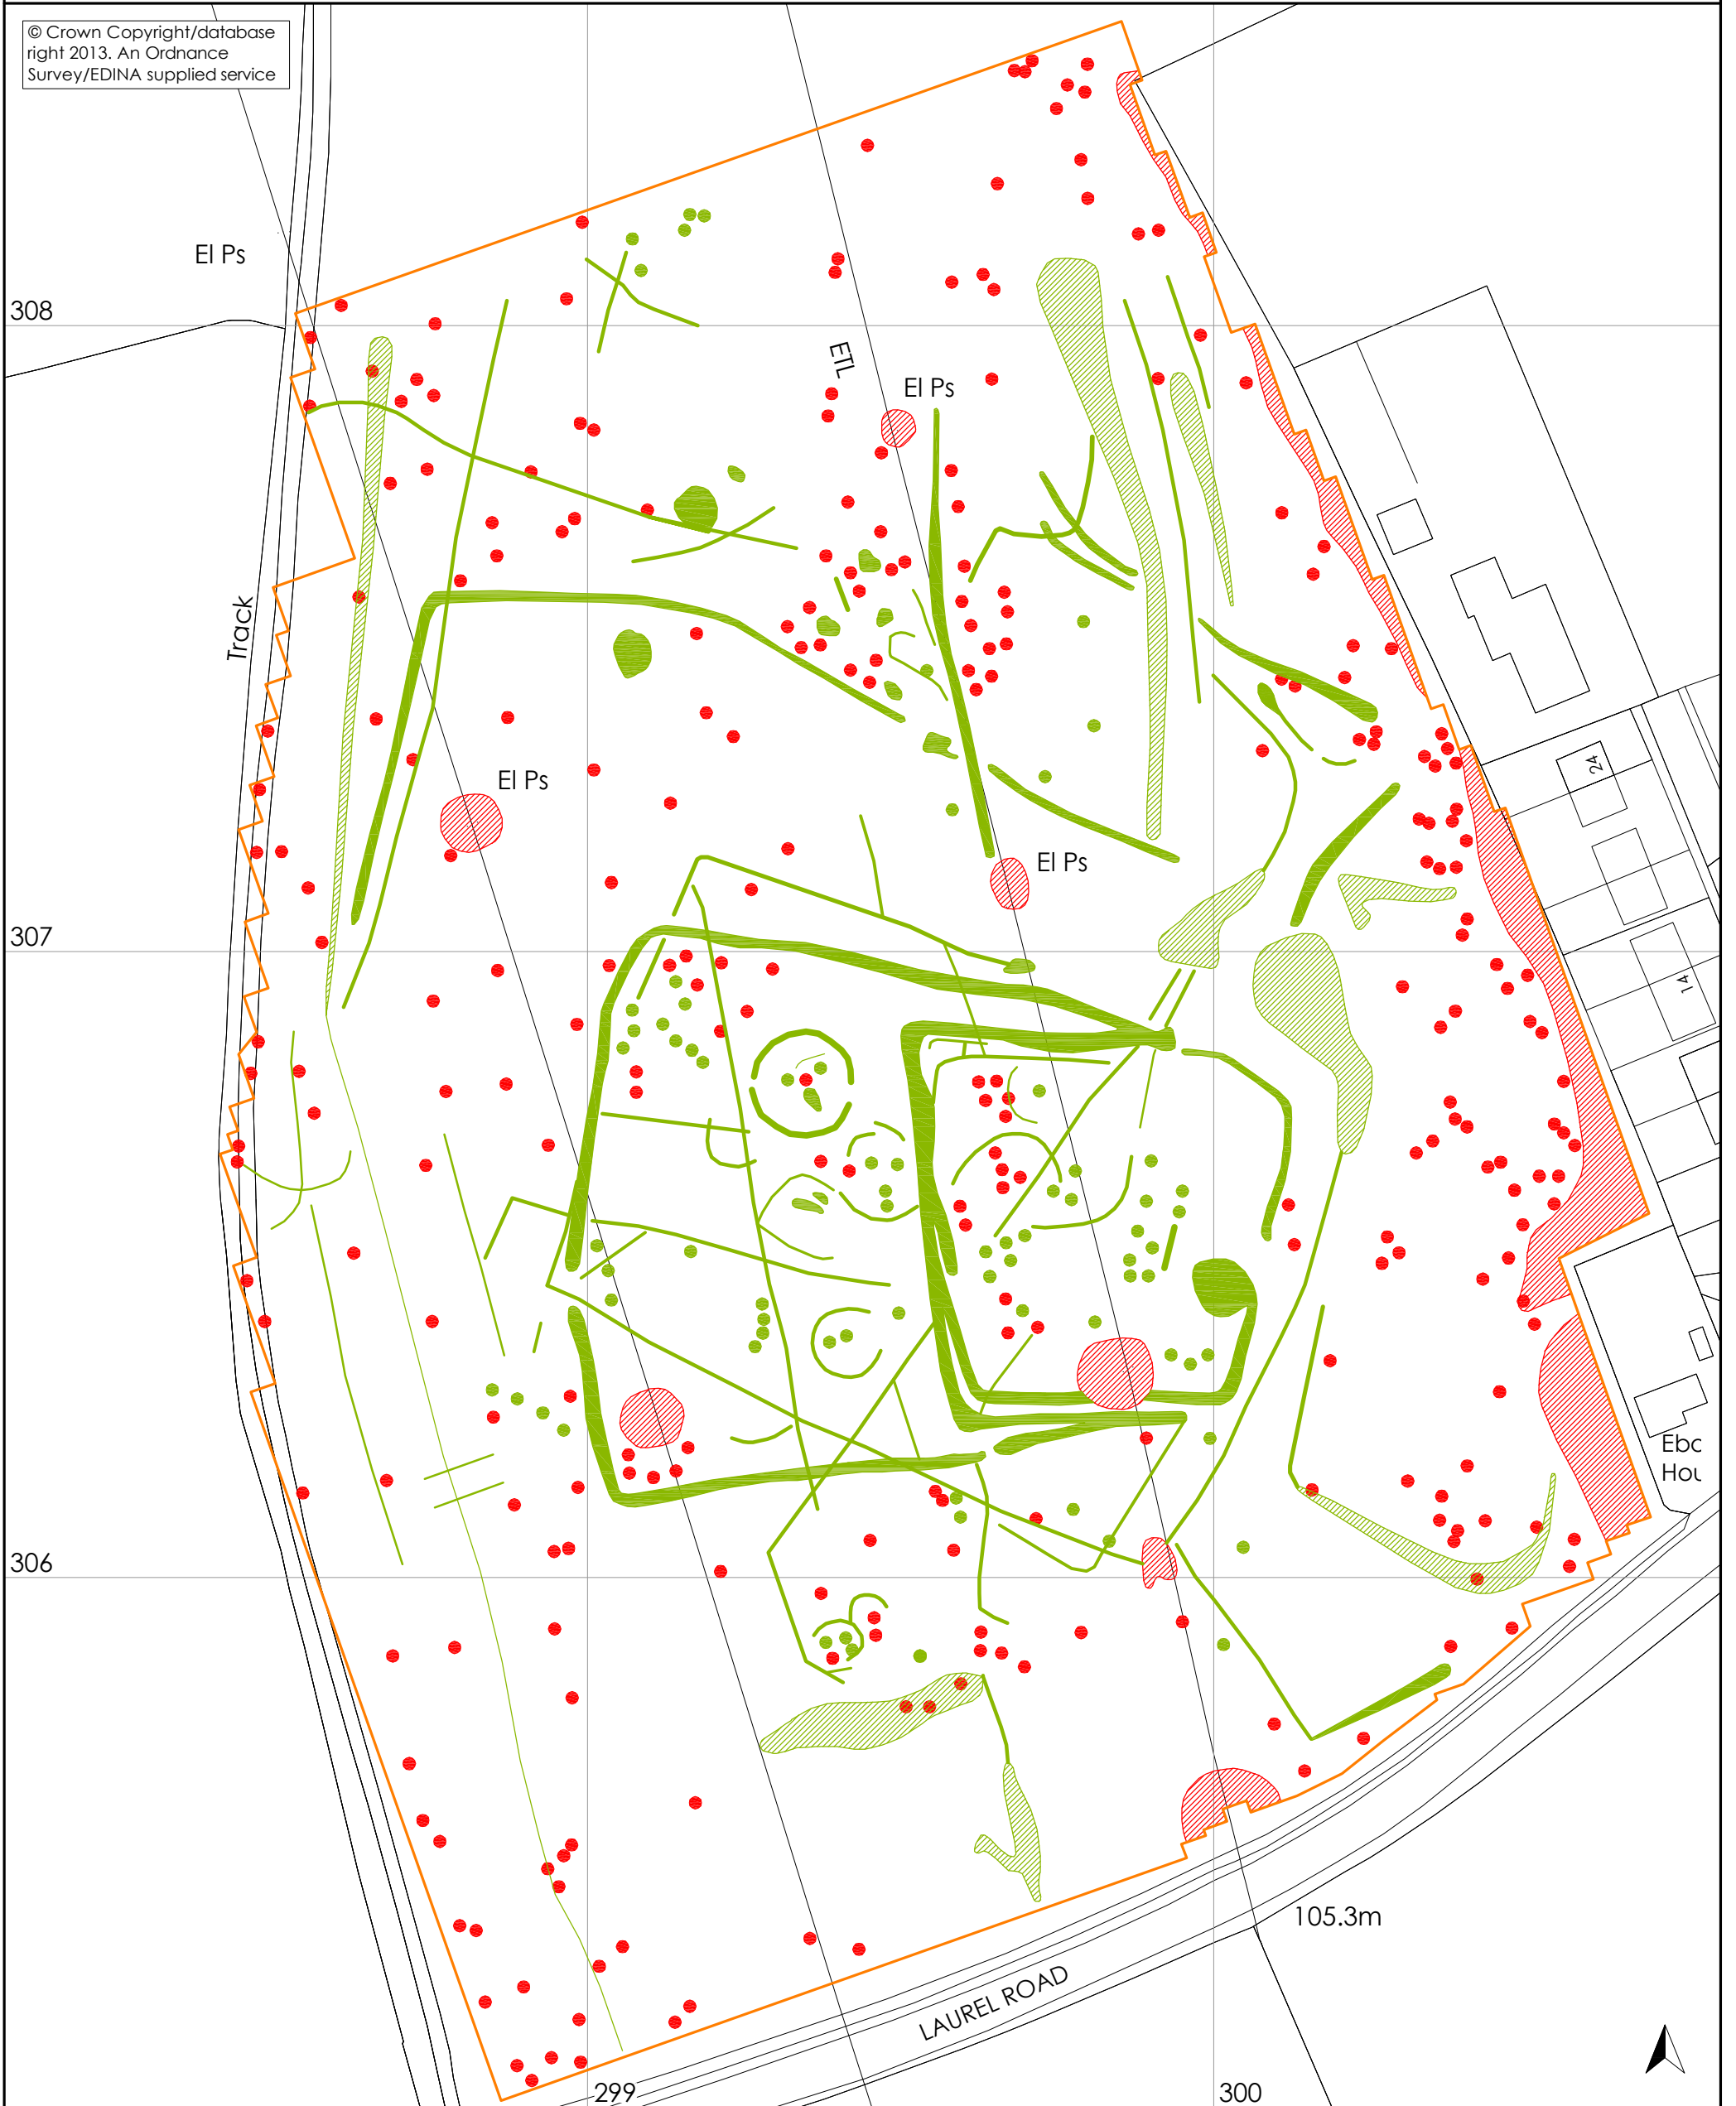 © Crown Copyright/database
right 2013. An Ordnance
Survey/EDINA supplied service
El Ps
308
ETL
El Ps
Track
24
El Ps
El Ps
307
14
Ebc
Hou
306
105.3m
LAUREL ROAD
299
300